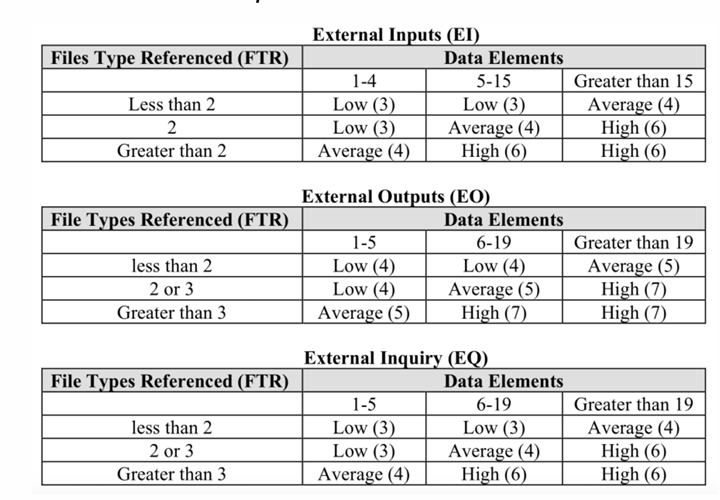 External Inputs (EI)
Files Type Referenced (FTR) Data Elements
1-4 5-15 Greater than 15
Less than 2 Low (3) Low (3) Average (4)
2 Low (3) Average (4) High (6)
Greater than 2 Average (4) High (6) High (6)
External Outputs (EO)
File Types Referenced (FTR) Data Elements
1-5 6-19 Greater than 19
less than 2 Low (4) Low (4) Average (5)
2 or 3 Low (4) Average (5) High (7)
Greater than 3 Average (5) High (7) High (7)
External Inquiry (EQ)
File Types Referenced (FTR) Data Elements
1-5 6-19 Greater than 19
less than 2 Low (3) Low (3) Average (4)
2 or 3 Low (3) Average (4) High (6)
Greater than 3 Average (4) High (6) High (6)